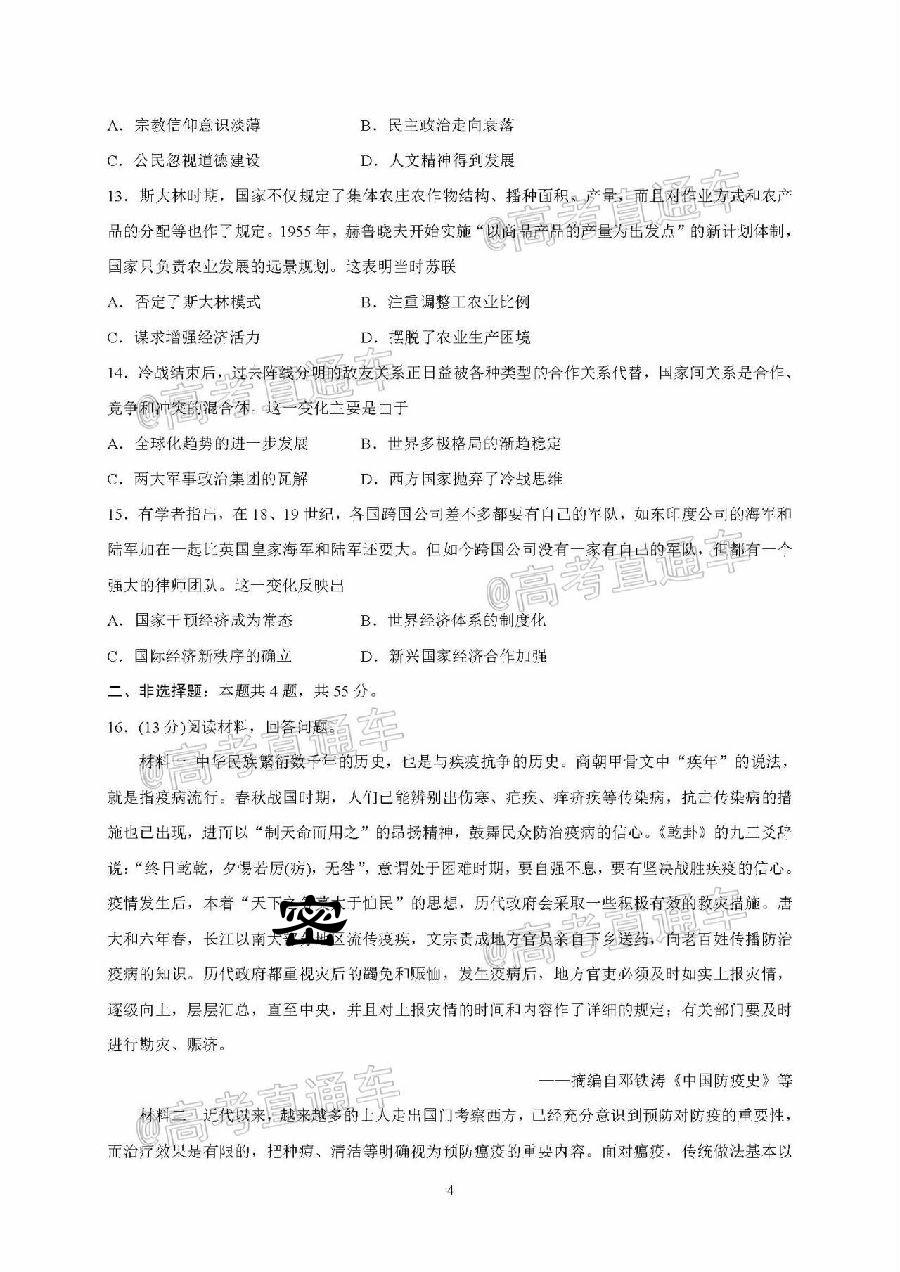 A．宗教信仰意识淡薄 B．民主政治走向衰落
C．公民忽视道德建设 D．人文精神得到发展
13．斯大林时期，国家不仅规定了集体农庄农作物结构、播种面积、产量，而且对作业方式和农产
品的分配等也作了规定。1955年，赫鲁晓夫开始实施“以商品产品的产量为出发点”的新计划体制，
国家只负责农业发展的远景规划。这表明当时苏联
A．否定了斯大林模式 B．注重调整工农业比例
C．谋求增强经济活力 D．摆脱了农业生产困境
14．冷战结束后，过去阵线分明的敌友关系正日益被各种类型的合作关系代替，国家间关系是合作、
竞争和冲突的混合体。这一变化主要是由于
A．全球化趋势的进一步发展 B．世界多极格局的渐趋稳定
C．两大军事政治集团的瓦解 D．西方国家抛弃了冷战思维
15．有学者指出，在18、19世纪，各国跨国公司差不多都要有自己的军队，如东印度公司的海军和
陆军加在一起比英国皇家海军和陆军还要大。但如今跨国公司没有一家有自己的军队，但都有一个
强大的律师团队。这一变化反映出
A．国家干预经济成为常态 B．世界经济体系的制度化
C．国际经济新秩序的确立 D．新兴国家经济合作加强
二、非选择题：本题共4题，共55分。
16．(13分)阅读材料，回答问题。
材料一 中华民族繁衍数千年的历史，也是与疾疫抗争的历史。商朝甲骨文中“疾年”的说法，
就是指疫病流行。春秋战国时期，人们已能辨别出伤寒、疟疾、痒疥疾等传染病，抗击传染病的措
施也已出现，进而以“制天命而用之”的昂扬精神，鼓舞民众防治疫病的信心。《乾卦》的九三爻辞
说：“终日乾乾，夕惕若厉(疠)，无咎”，意谓处于困难时期，要自强不息，要有坚决战胜疾疫的信心。
疫情发生后，本着“天下之务莫大于恤民”的思想，历代政府会采取一些积极有效的救灾措施。唐
大和六年春，长江以南大部分地区流传疫疾，文宗责成地方官员亲自下乡送药，向老百姓传播防治
疫病的知识。历代政府都重视灾后的蠲免和赈恤，发生疫病后，地方官吏必须及时如实上报灾情，
逐级向上，层层汇总，直至中央，并且对上报灾情的时间和内容作了详细的规定；有关部门要及时
进行勘灾、赈济。
——摘编自邓铁涛《中国防疫史》等
材料二 近代以来，越来越多的士人走出国门考察西方，已经充分意识到预防对防疫的重要性，
而治疗效果是有限的，把种痘、清洁等明确视为预防瘟疫的重要内容。面对瘟疫，传统做法基本以
4
密
@高考直通车
@高考直通车
@高考直通车
@高考直通车
@高考直通车
@高考直通车